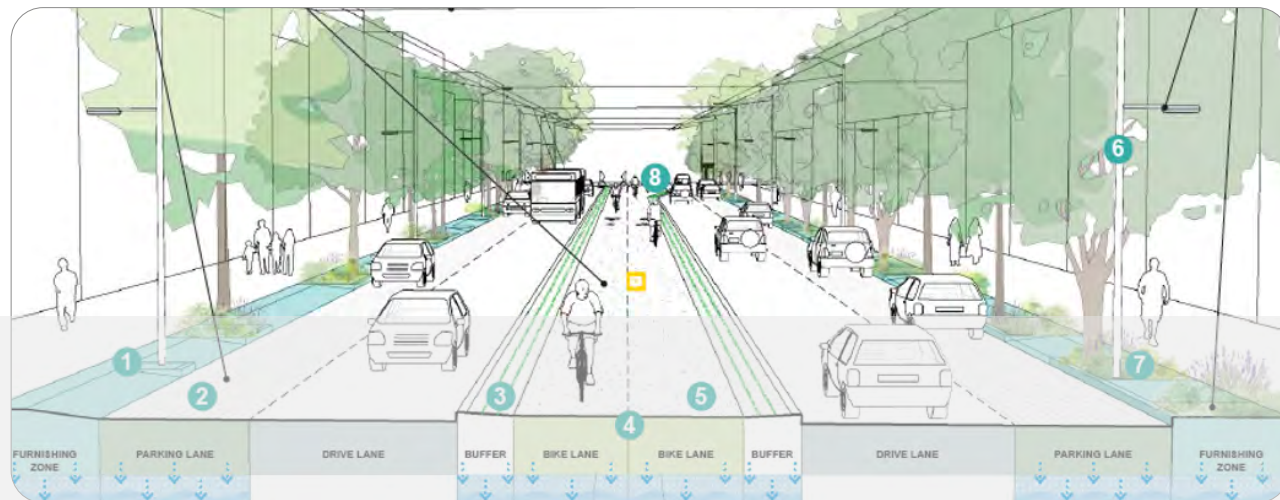 6
8
1
2
3
4
5
7
FURNISHING
ZONE
PARKING LANE
DRIVE LANE
BUFFER
BIKE LANE
BIKE LANE
BUFFER
DRIVE LANE
PARKING LANE
FURNISHING
ZONE